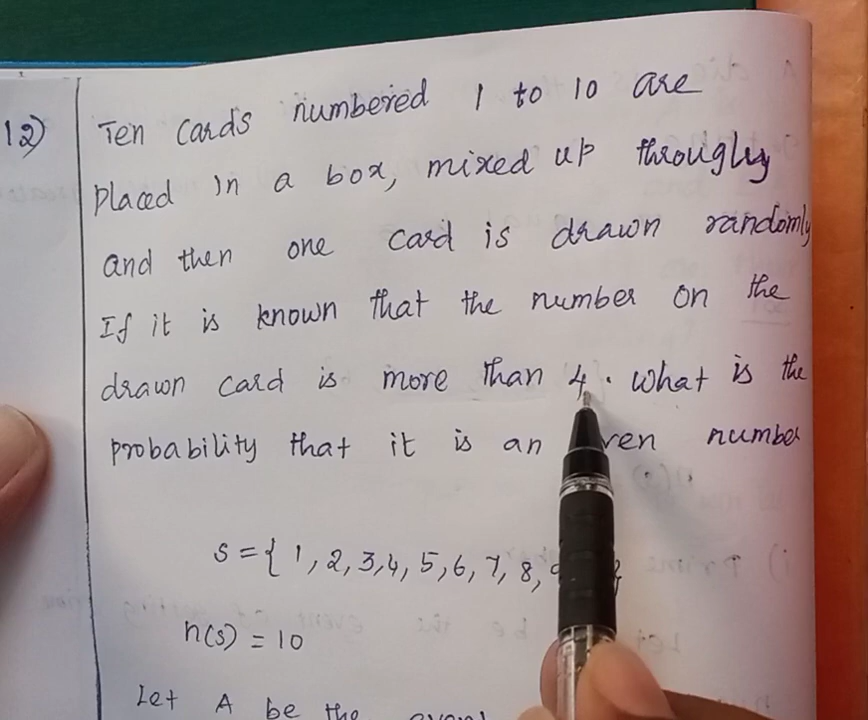 12) Ten cards numbered 1 to 10 are
placed in a box, mixed up througly
and then one card is drawn randomly
If it is known that the number on the
drawn card is more than 4. what is the
probability that it is an number
S = { 1, 2, 3, 4, 5, 6, 7, 8,
n(s) = 10
Let A be the event